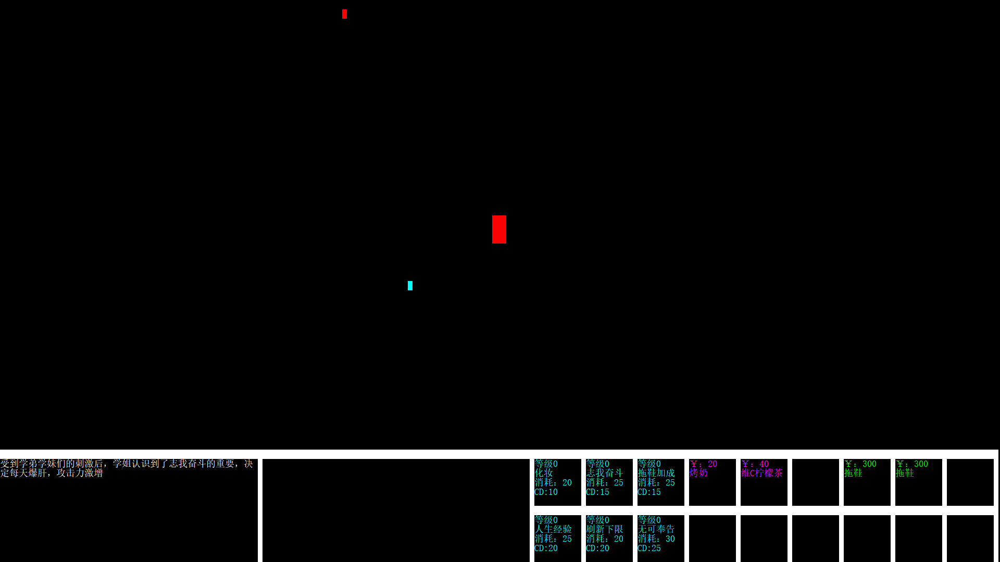 受到学弟学妹们的刺激后，学姐认识到了志我奋斗的重要，决
定每天爆肝，攻击力激增
等级0
化妆
消耗：20
CD:10
等级0
志我奋斗
消耗：25
CD:15
等级0
拖鞋加成
消耗：25
CD:15
￥：20
烤奶
￥：40
维C柠檬茶
￥：300
拖鞋
￥：300
拖鞋
等级0
人生经验
消耗：25
CD:20
等级0
刷新下限
消耗：20
CD:20
等级0
无可奉告
消耗：30
CD:25